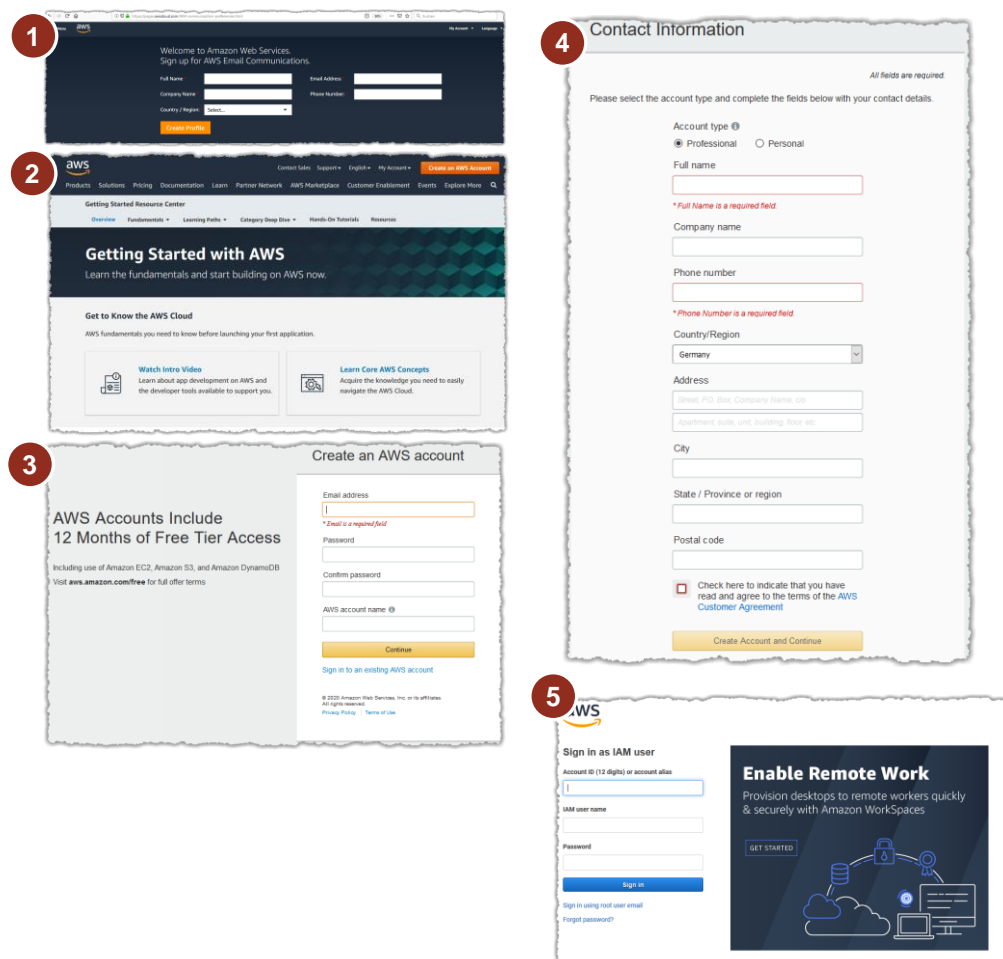 1
aws
My Account
Language
Welcome to Amazon Web Services.
Sign up for AWS Email Communications.
Full Name
Email Address:
Company Name
Phone Number:
Country / Region:
Select...
Create Profile
2
aws
Contact Sales Support English My Account Create an AWS Account
Products Solutions Pricing Documentation Learn Partner Network AWS Marketplace Customer Enablement Events Explore More
Getting Started Resource Center
Overview Fundamentals Learning Paths Category Deep Dive Hands-On Tutorials Resources
Getting Started with AWS
Learn the fundamentals and start building on AWS now.
Get to Know the AWS Cloud
AWS fundamentals you need to know before launching your first application.
Watch Intro Video
Learn about app development on AWS and
the developer tools available to support you.
Learn Core AWS Concepts
Acquire the knowledge you need to easily
navigate the AWS Cloud.
3
AWS Accounts Include
12 Months of Free Tier Access
Including use of Amazon EC2, Amazon S3, and Amazon DynamoDB
Visit aws.amazon.com/free for full offer terms
Create an AWS account
Email address
* Email is a required field
Password
Confirm password
AWS account name
Continue
Sign in to an existing AWS account
© 2020 Amazon Web Services, Inc. or its affiliates.
All rights reserved.
Privacy Policy | Terms of Use
4
Contact Information
All fields are required.
Please select the account type and complete the fields below with your contact details.
Account type
Professional Personal
Full name
* Full Name is a required field.
Company name
Phone number
* Phone Number is a required field.
Country/Region
Germany
Address
Street, P.O. Box, Company Name, c/o
Apartment, suite, unit, building, floor, etc.
City
State / Province or region
Postal code
Check here to indicate that you have
read and agree to the terms of the AWS
Customer Agreement
Create Account and Continue
5
aws
Sign in as IAM user
Account ID (12 digits) or account alias
IAM user name
Password
Sign in
Sign in using root user email
Forgot password?
Enable Remote Work
Provision desktops to remote workers quickly
& securely with Amazon WorkSpaces
GET STARTED